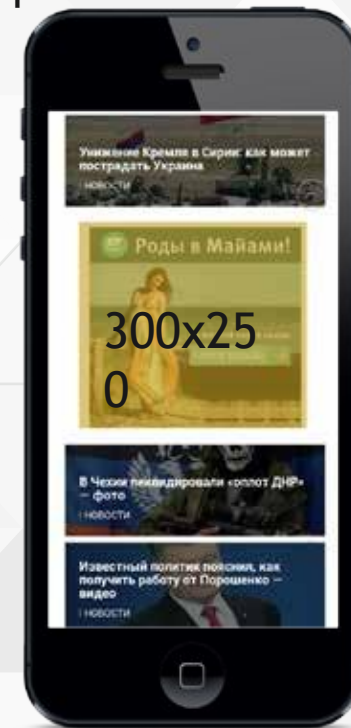 Унижение Кремля в Сирии: как может
пострадать Украина
НОВОСТИ
Роды в Майами!
300x25
0
В Чехии ликвидировали «оплот ДНР»
— фото
НОВОСТИ
Известный политик пояснил, как
получить работу от Порошенко —
видео
НОВОСТИ